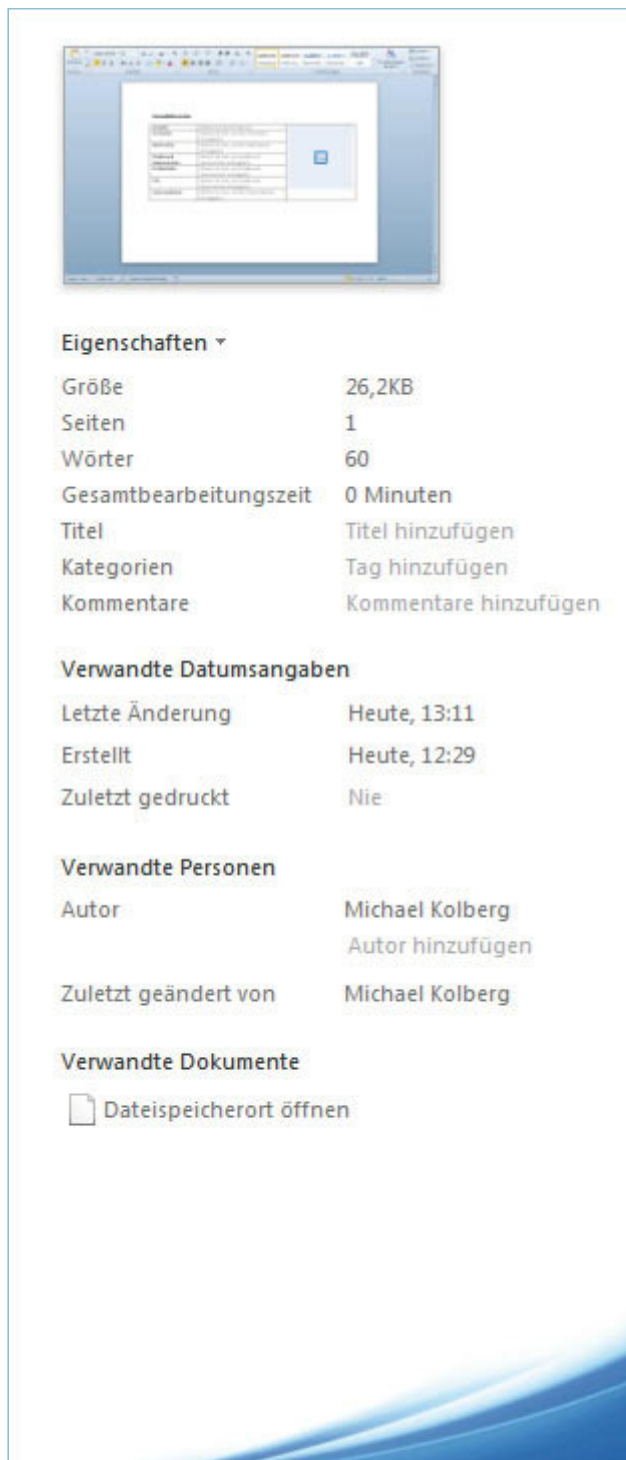 Eigenschaften
Größe 26,2KB
Seiten 1
Wörter 60
Gesamtbearbeitungszeit 0 Minuten
Titel Titel hinzufügen
Kategorien Tag hinzufügen
Kommentare Kommentare hinzufügen
Verwandte Datumsangaben
Letzte Änderung Heute, 13:11
Erstellt Heute, 12:29
Zuletzt gedruckt Nie
Verwandte Personen
Autor Michael Kolberg
Autor hinzufügen
Zuletzt geändert von Michael Kolberg
Verwandte Dokumente
Dateispeicherort öffnen